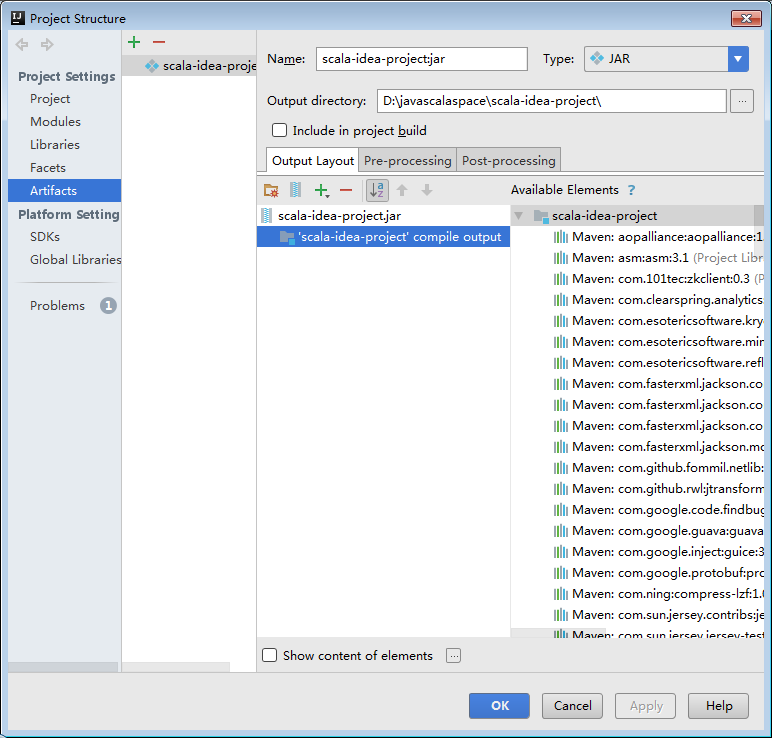 Project Structure
Project Settings
Project
Modules
Libraries
Facets
Artifacts
Platform Setting
SDKs
Global Libraries
Problems 1
scala-idea-proje
Name: scala-idea-project:jar Type: JAR
Output directory: D:\javascalaspace\scala-idea-project\ ...
Include in project build
Output Layout Pre-processing Post-processing
Available Elements ?
scala-idea-project.jar
'scala-idea-project' compile output
scala-idea-project
Maven: aopalliance:aopalliance:1
Maven: asm:asm:3.1 (Project Libr
Maven: com.101tec:zkclient:0.3 (P
Maven: com.clearspring.analytics
Maven: com.esotericsoftware.kry
Maven: com.esotericsoftware.min
Maven: com.esotericsoftware.refl
Maven: com.fasterxml.jackson.co
Maven: com.fasterxml.jackson.co
Maven: com.fasterxml.jackson.co
Maven: com.fasterxml.jackson.mo
Maven: com.github.fommil.netlib:
Maven: com.github.rwl:jtransform
Maven: com.google.code.findbug
Maven: com.google.guava:guava
Maven: com.google.inject:guice:3
Maven: com.google.protobuf:pro
Maven: com.ning:compress-lzf:1.0
Maven: com.sun.jersey.contribs:je
Maven: com.sun.jersey.jersey-test
Show content of elements ...
OK Cancel Apply Help